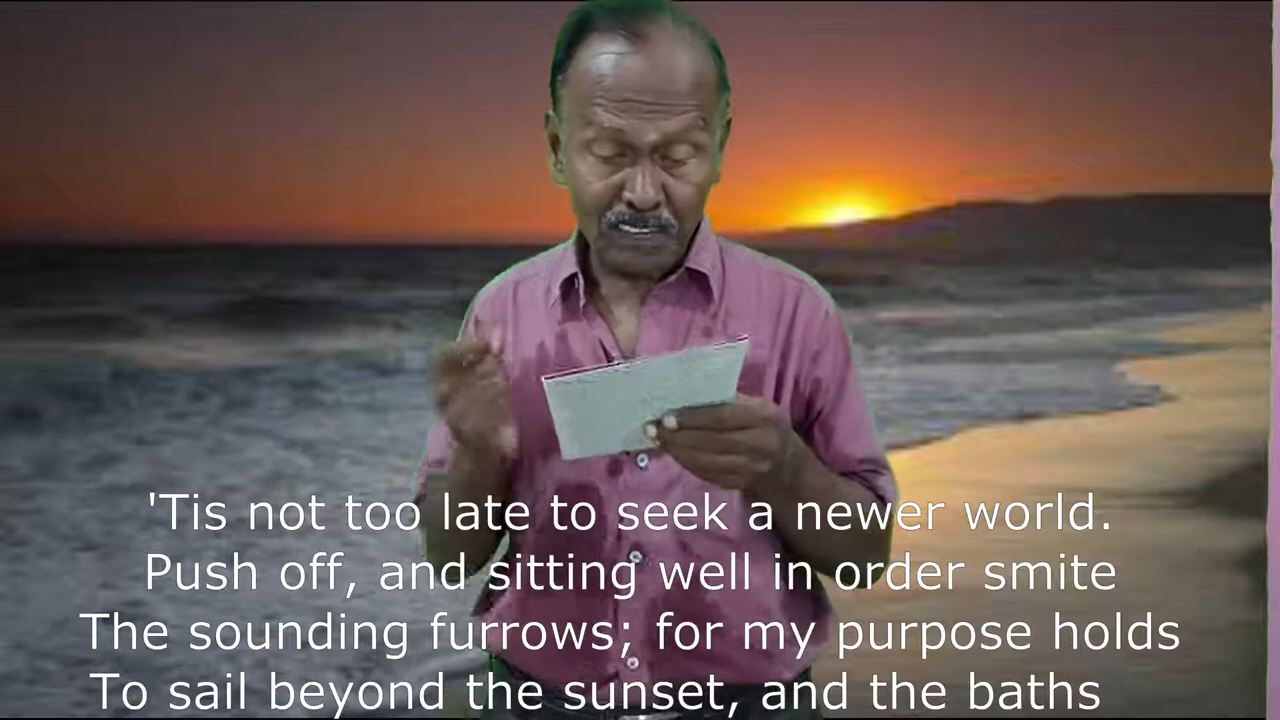 'Tis not too late to seek a newer world.
Push off, and sitting well in order smite
The sounding furrows; for my purpose holds
To sail beyond the sunset, and the baths